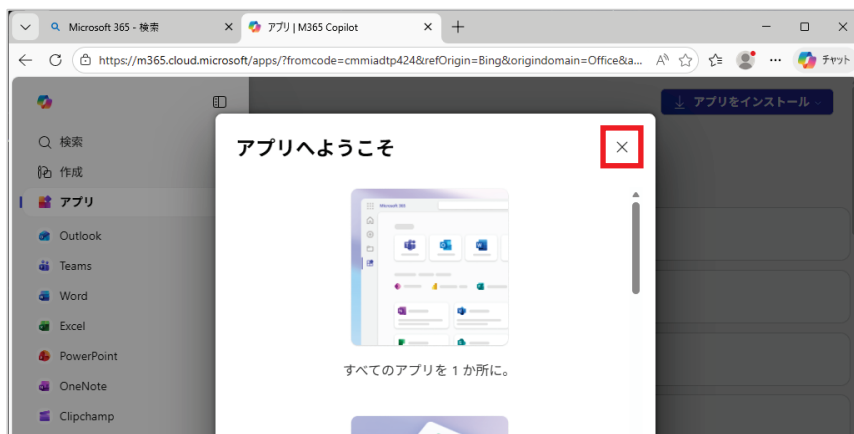 Microsoft 365 - 検索
アプリ | M365 Copilot
https://m365.cloud.microsoft/apps/?fromcode=cmmiadtp424&refOrigin=Bing&origindomain=Office&a...
チャット
アプリをインストール
検索
作成
アプリ
Outlook
Teams
Word
Excel
PowerPoint
OneNote
Clipchamp
アプリへようこそ
Microsoft 365
すべてのアプリを 1 か所に。